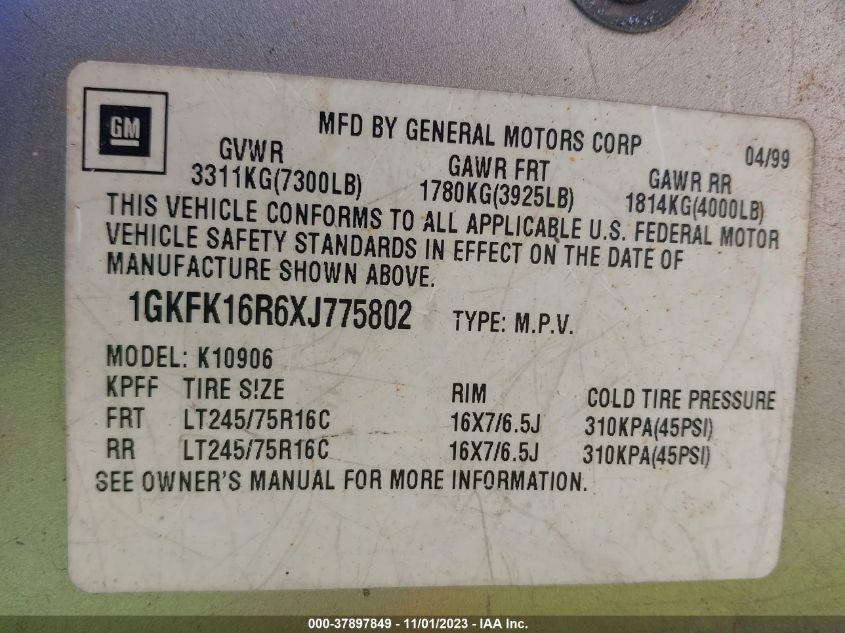 GM
MFD BY GENERAL MOTORS CORP 04/99
GVWR GAWR FRT GAWR RR
3311KG(7300LB) 1780KG(3925LB) 1814KG(4000LB)
THIS VEHICLE CONFORMS TO ALL APPLICABLE U.S. FEDERAL MOTOR
VEHICLE SAFETY STANDARDS IN EFFECT ON THE DATE OF
MANUFACTURE SHOWN ABOVE.
1GKFK16R6XJ775802 TYPE: M.P.V.
MODEL: K10906
KPFF TIRE SIZE RIM COLD TIRE PRESSURE
FRT LT245/75R16C 16X7/6.5J 310KPA(45PSI)
RR LT245/75R16C 16X7/6.5J 310KPA(45PSI)
SEE OWNER'S MANUAL FOR MORE INFORMATION.
000-37897849 - 11/01/2023 - IAA Inc.